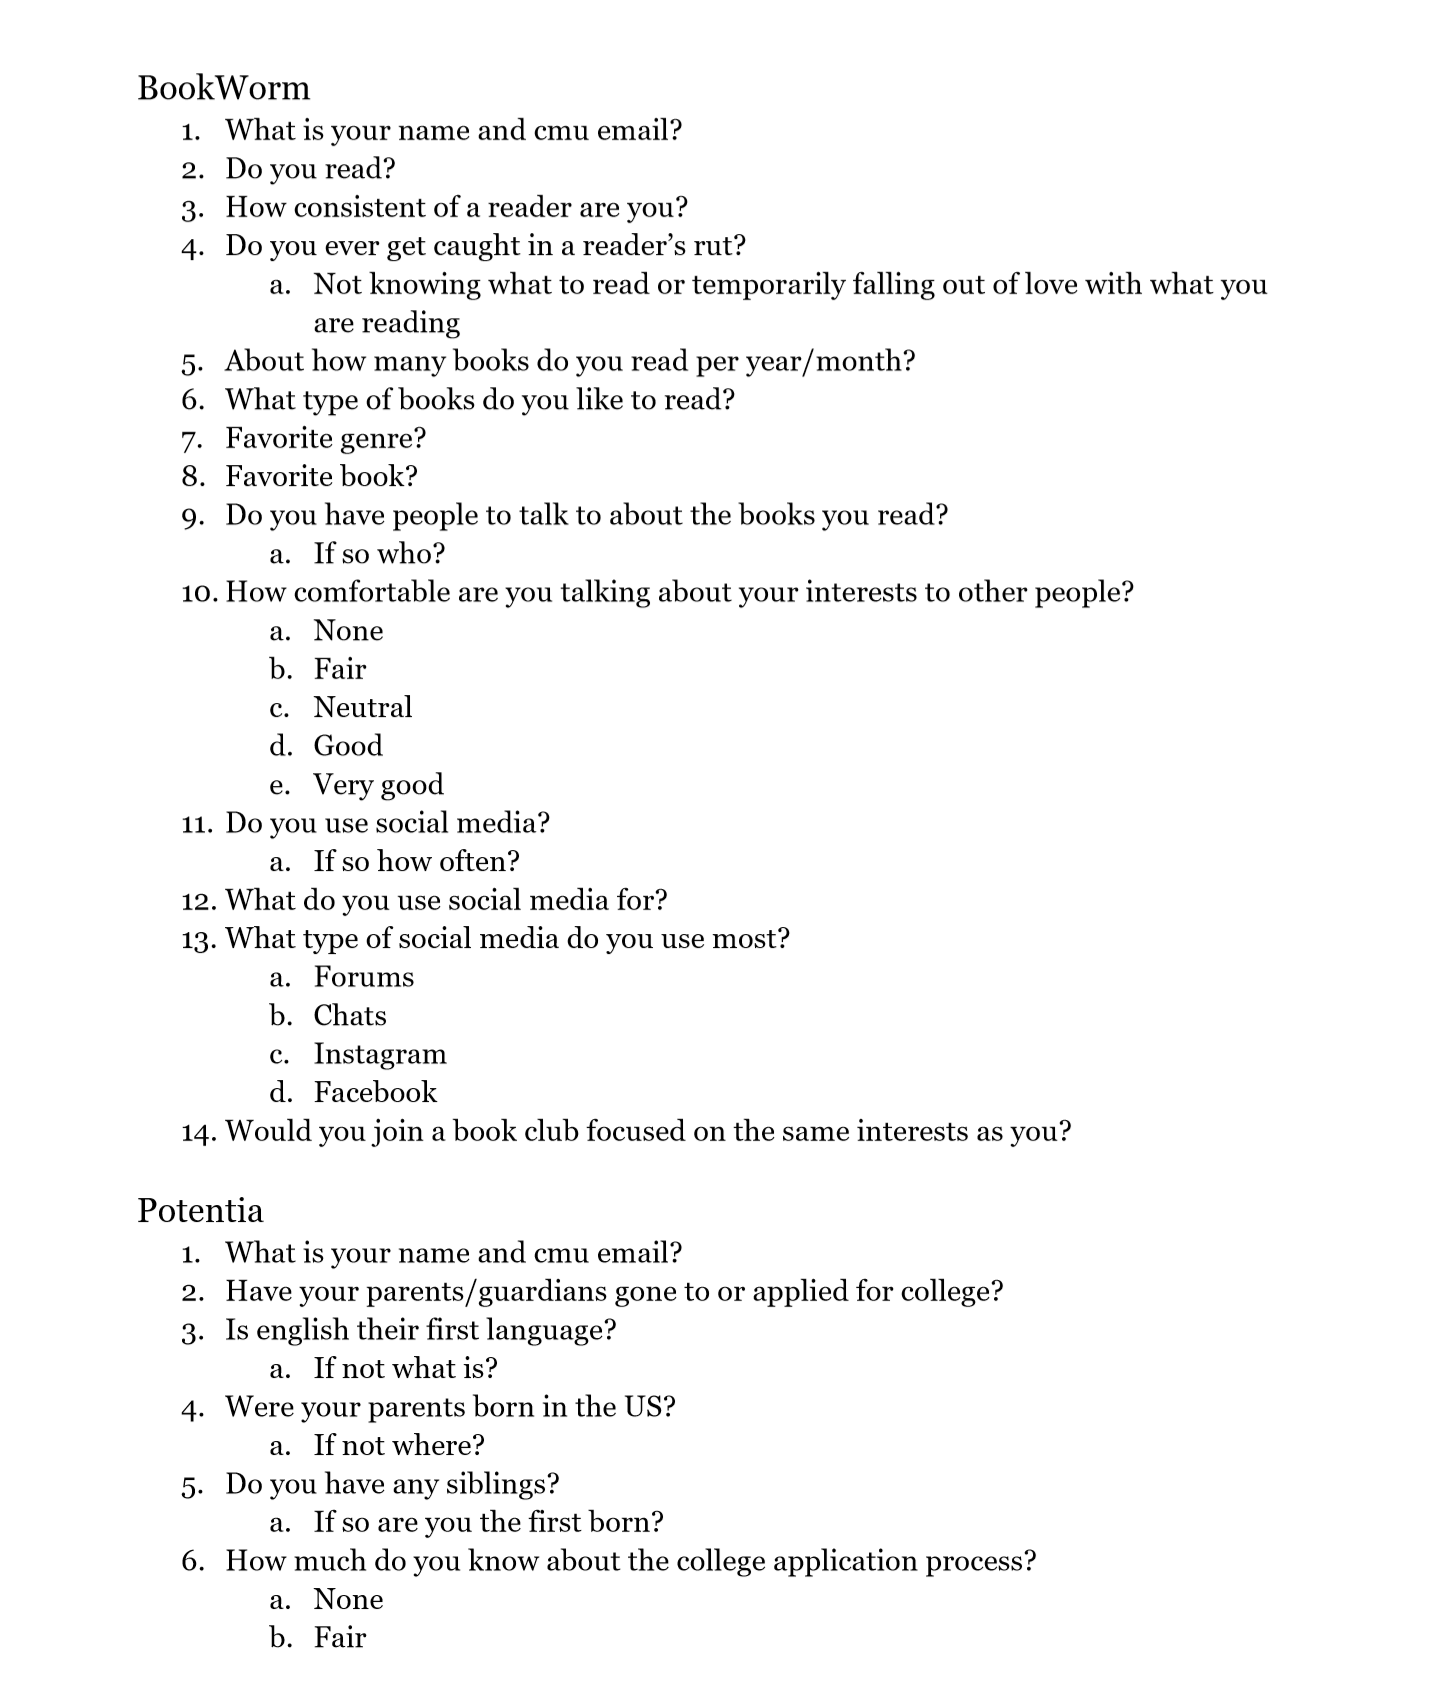 BookWorm
1. What is your name and cmu email?
2. Do you read?
3. How consistent of a reader are you?
4. Do you ever get caught in a reader’s rut?
a. Not knowing what to read or temporarily falling out of love with what you
are reading
5. About how many books do you read per year/month?
6. What type of books do you like to read?
7. Favorite genre?
8. Favorite book?
9. Do you have people to talk to about the books you read?
a. If so who?
10. How comfortable are you talking about your interests to other people?
a. None
b. Fair
c. Neutral
d. Good
e. Very good
11. Do you use social media?
a. If so how often?
12. What do you use social media for?
13. What type of social media do you use most?
a. Forums
b. Chats
c. Instagram
d. Facebook
14. Would you join a book club focused on the same interests as you?
Potentia
1. What is your name and cmu email?
2. Have your parents/guardians gone to or applied for college?
3. Is english their first language?
a. If not what is?
4. Were your parents born in the US?
a. If not where?
5. Do you have any siblings?
a. If so are you the first born?
6. How much do you know about the college application process?
a. None
b. Fair